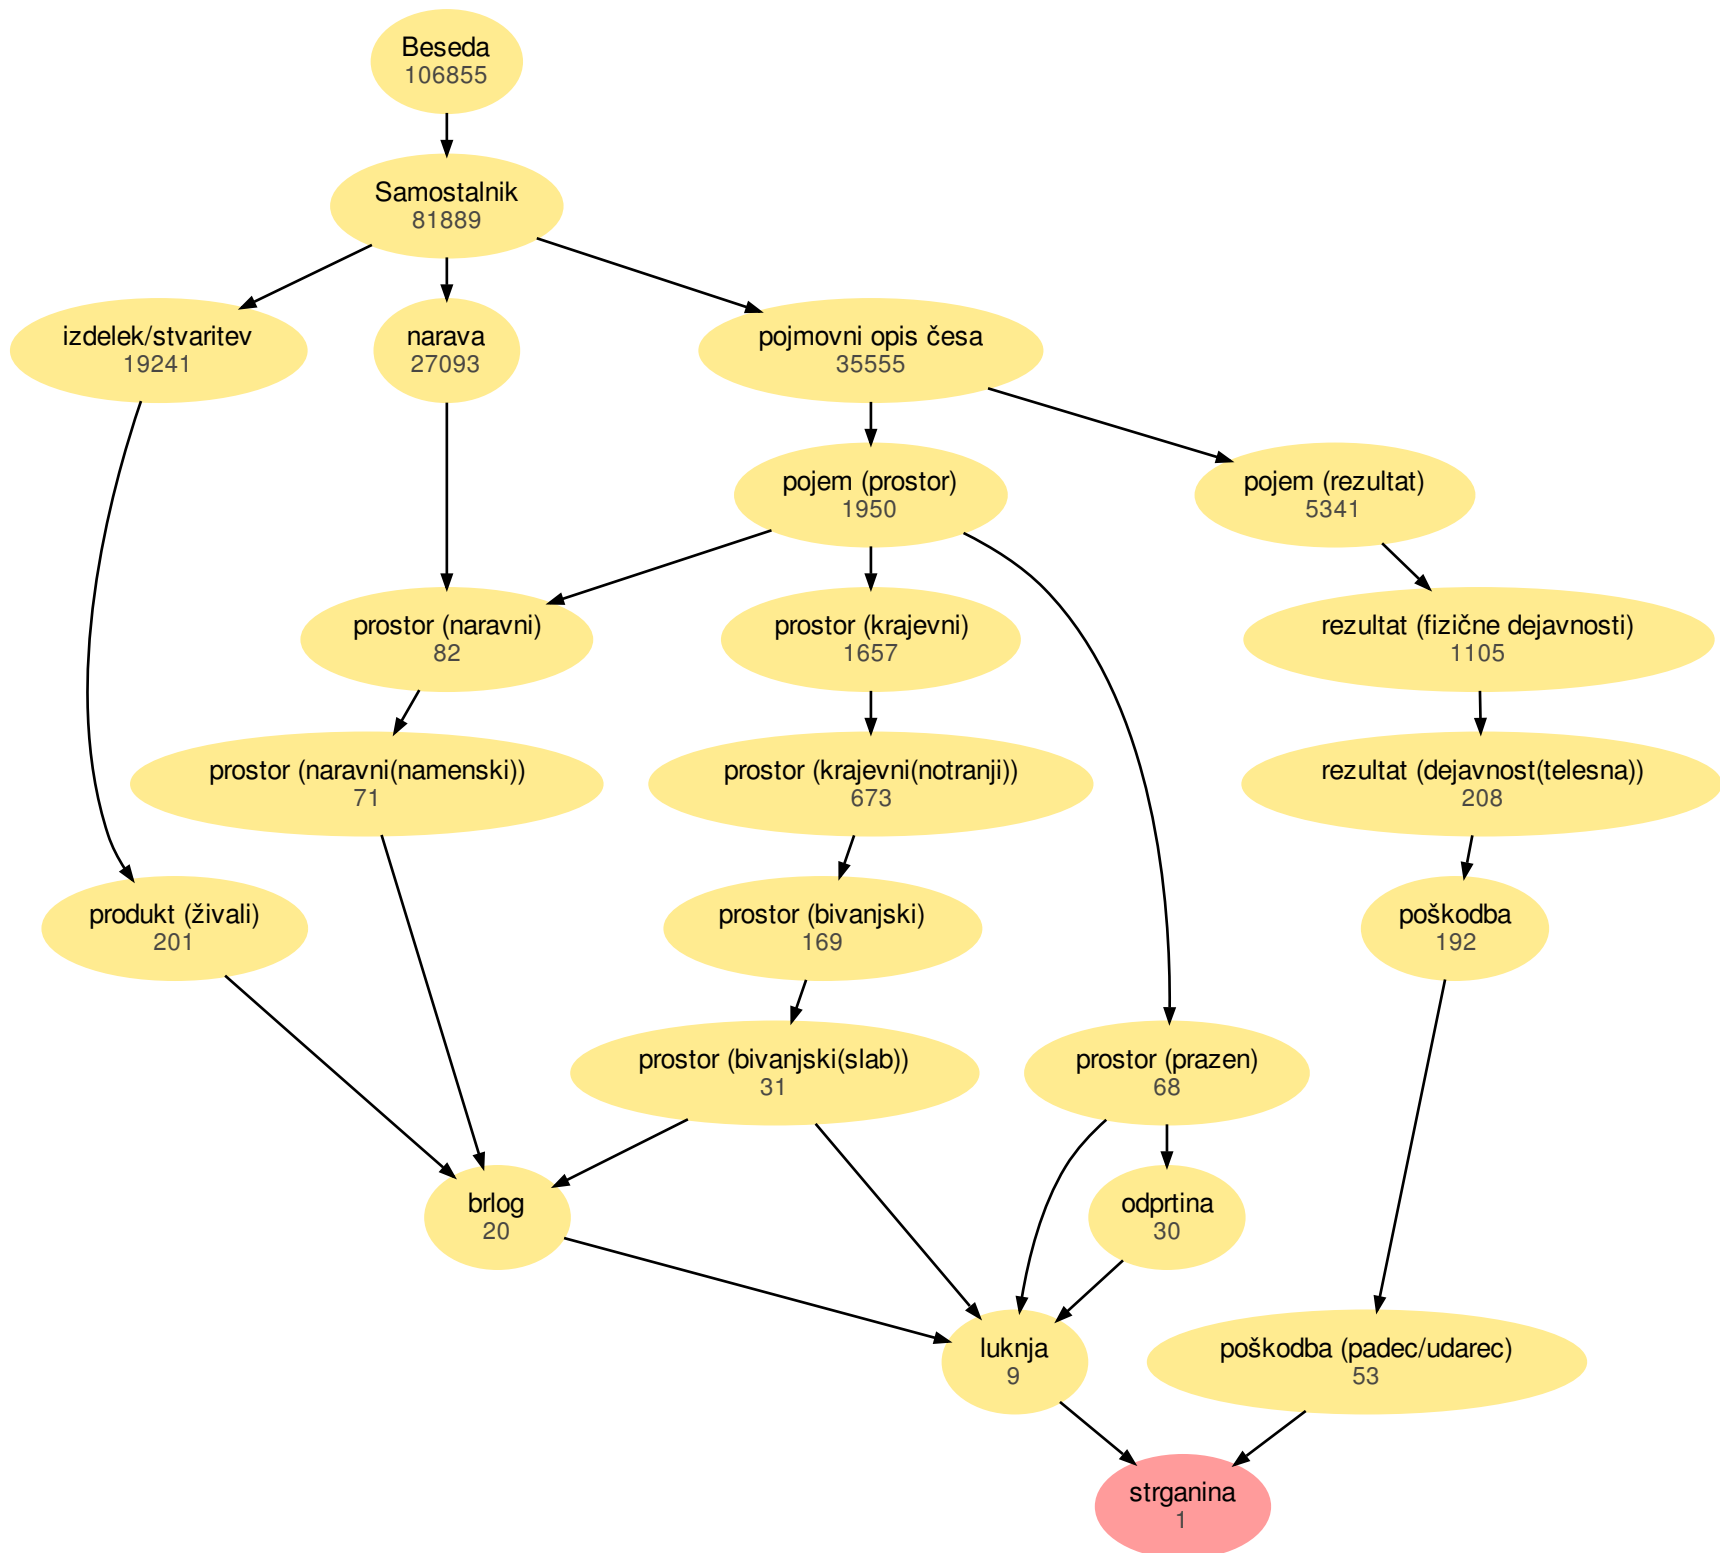 Beseda
106855
Samostalnik
81889
izdelek/stvaritev
19241
narava
27093
pojmovni opis česa
35555
pojem (prostor)
1950
pojem (rezultat)
5341
prostor (naravni)
82
prostor (krajevni)
1657
rezultat (fizične dejavnosti)
1105
prostor (naravni(namenski))
71
prostor (krajevni(notranji))
673
rezultat (dejavnost(telesna))
208
produkt (živali)
201
prostor (bivanjski)
169
poškodba
192
prostor (bivanjski(slab))
31
prostor (prazen)
68
brlog
20
odprtina
30
luknja
9
poškodba (padec/udarec)
53
strganina
1